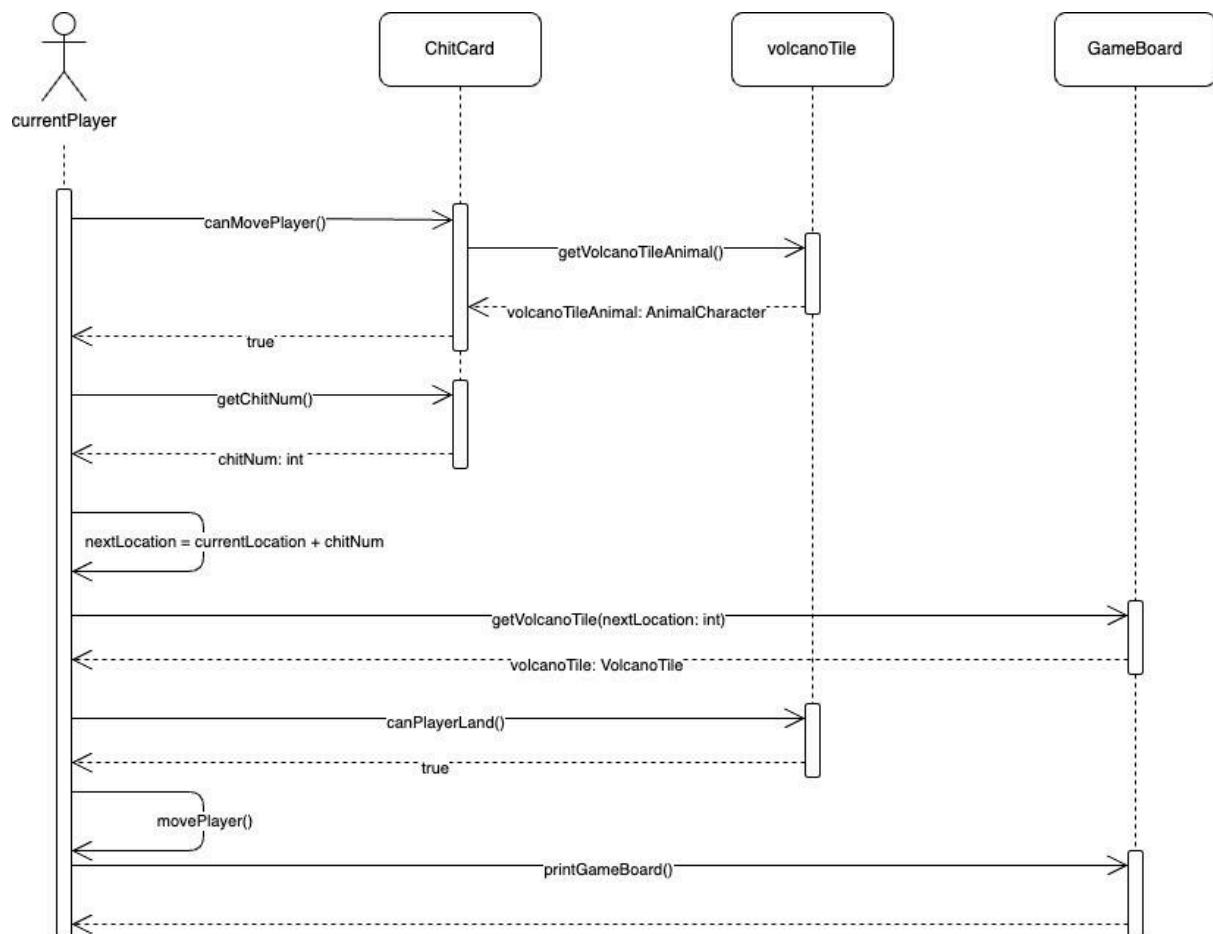 ChitCard
volcanoTile
GameBoard
currentPlayer
canMovePlayer()
getVolcanoTileAnimal()
volcanoTileAnimal: AnimalCharacter
true
getChitNum()
chitNum: int
nextLocation = currentLocation + chitNum
getVolcanoTile(nextLocation: int)
volcanoTile: VolcanoTile
canPlayerLand()
true
movePlayer()
printGameBoard()